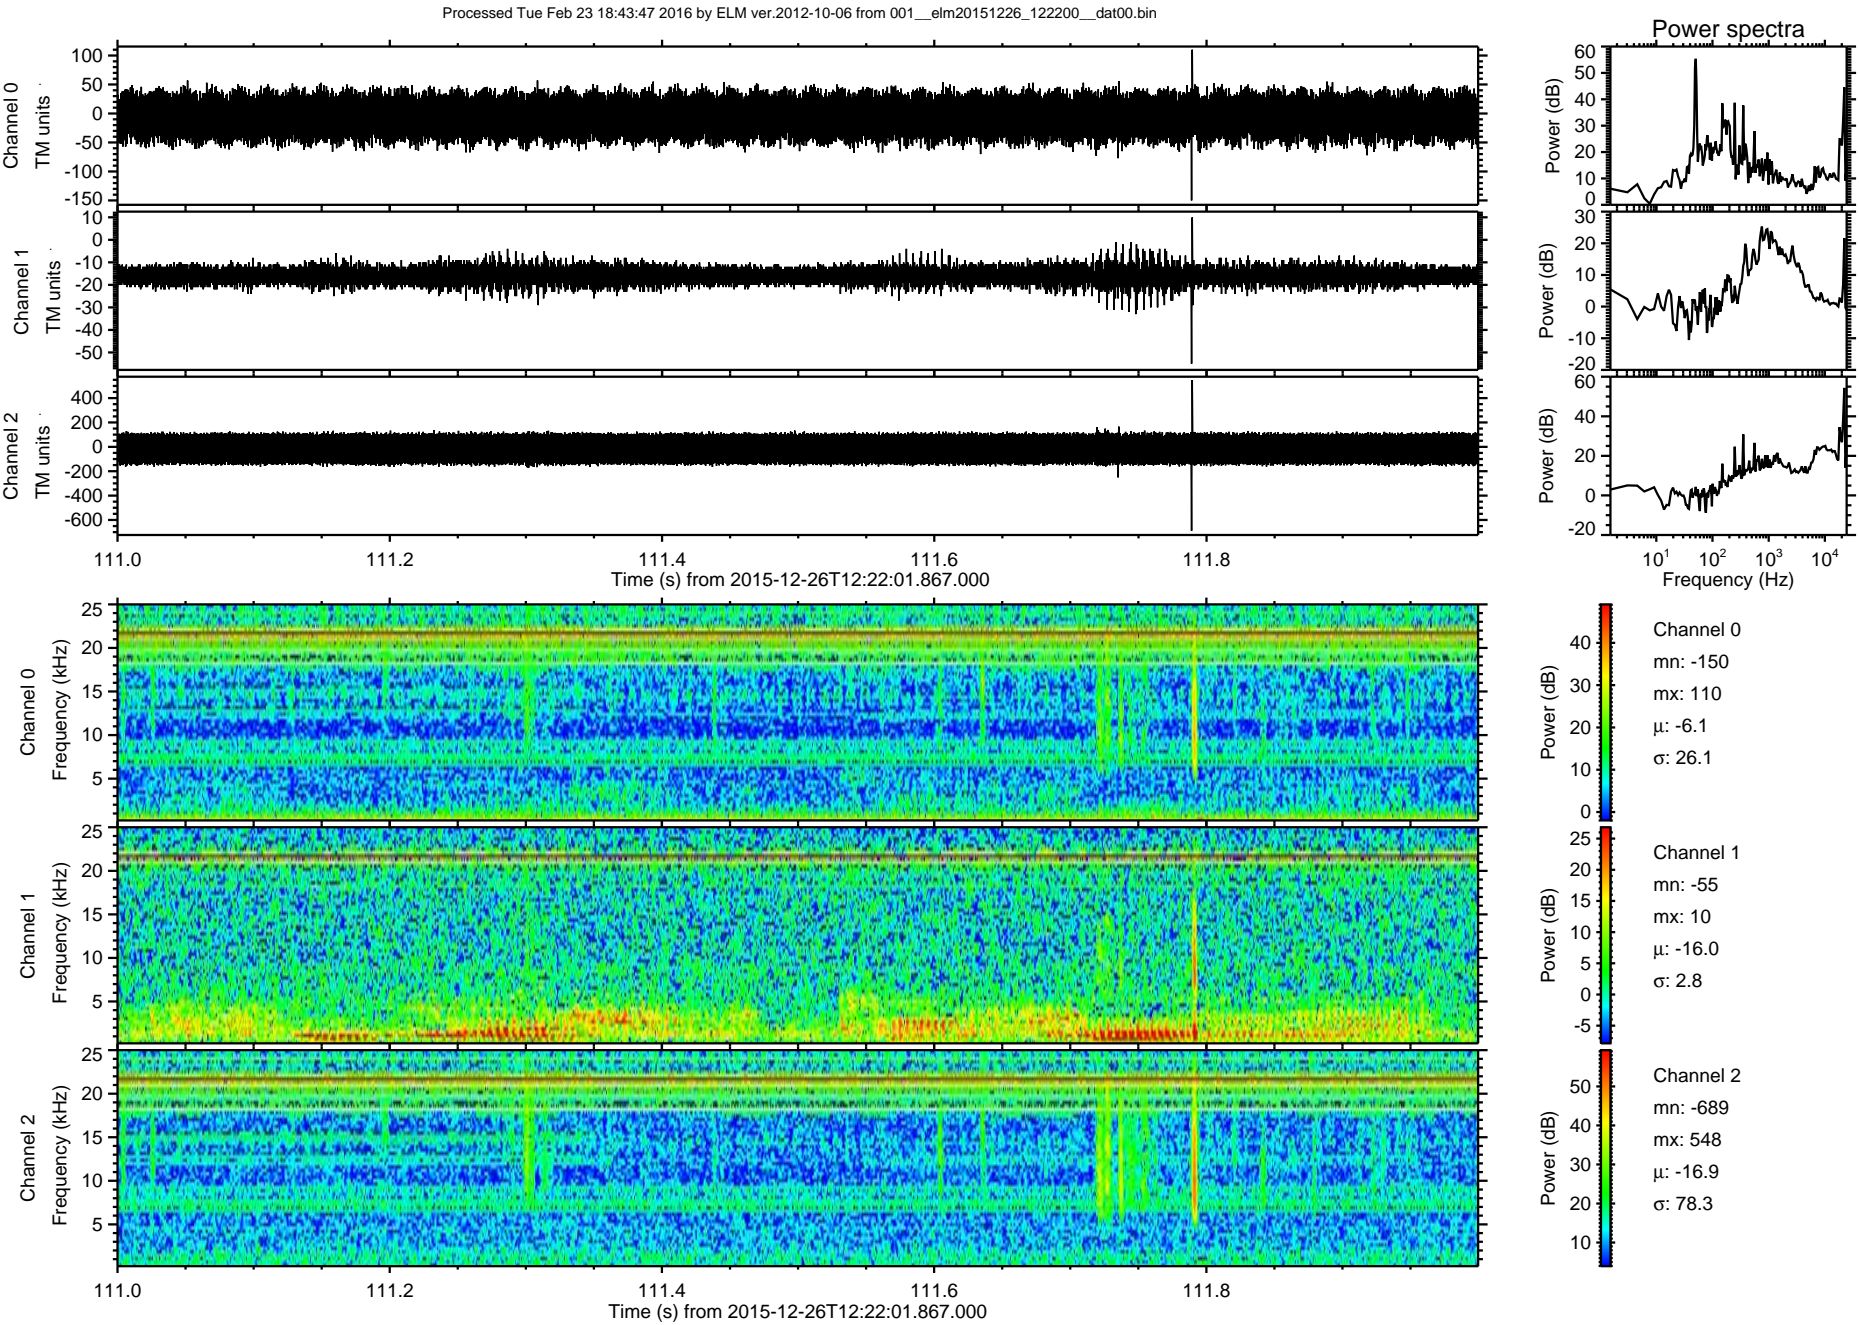 Processed Tue Feb 23 18:43:47 2016 by ELM ver.2012-10-06 from 001__elm20151226_122200__dat00.bin
Power spectra
Channel 0
TM units
100
50
0
-50
-100
-150
Power (dB)
60
50
40
30
20
10
0
Channel 1
TM units
10
0
-10
-20
-30
-40
-50
Power (dB)
30
20
10
0
-10
-20
Channel 2
TM units
400
200
0
-200
-400
-600
Power (dB)
60
40
20
0
-20
111.0 111.2 111.4 111.6 111.8
Time (s) from 2015-12-26T12:22:01.867.000
10^1 10^2 10^3 10^4
Frequency (Hz)
Channel 0
Frequency (kHz)
25
20
15
10
5
Power (dB)
40
30
20
10
0
Channel 0
mn: -150
mx: 110
μ: -6.1
σ: 26.1
Channel 1
Frequency (kHz)
25
20
15
10
5
Power (dB)
25
20
15
10
5
0
-5
Channel 1
mn: -55
mx: 10
μ: -16.0
σ: 2.8
Channel 2
Frequency (kHz)
25
20
15
10
5
Power (dB)
50
40
30
20
10
Channel 2
mn: -689
mx: 548
μ: -16.9
σ: 78.3
111.0 111.2 111.4 111.6 111.8
Time (s) from 2015-12-26T12:22:01.867.000